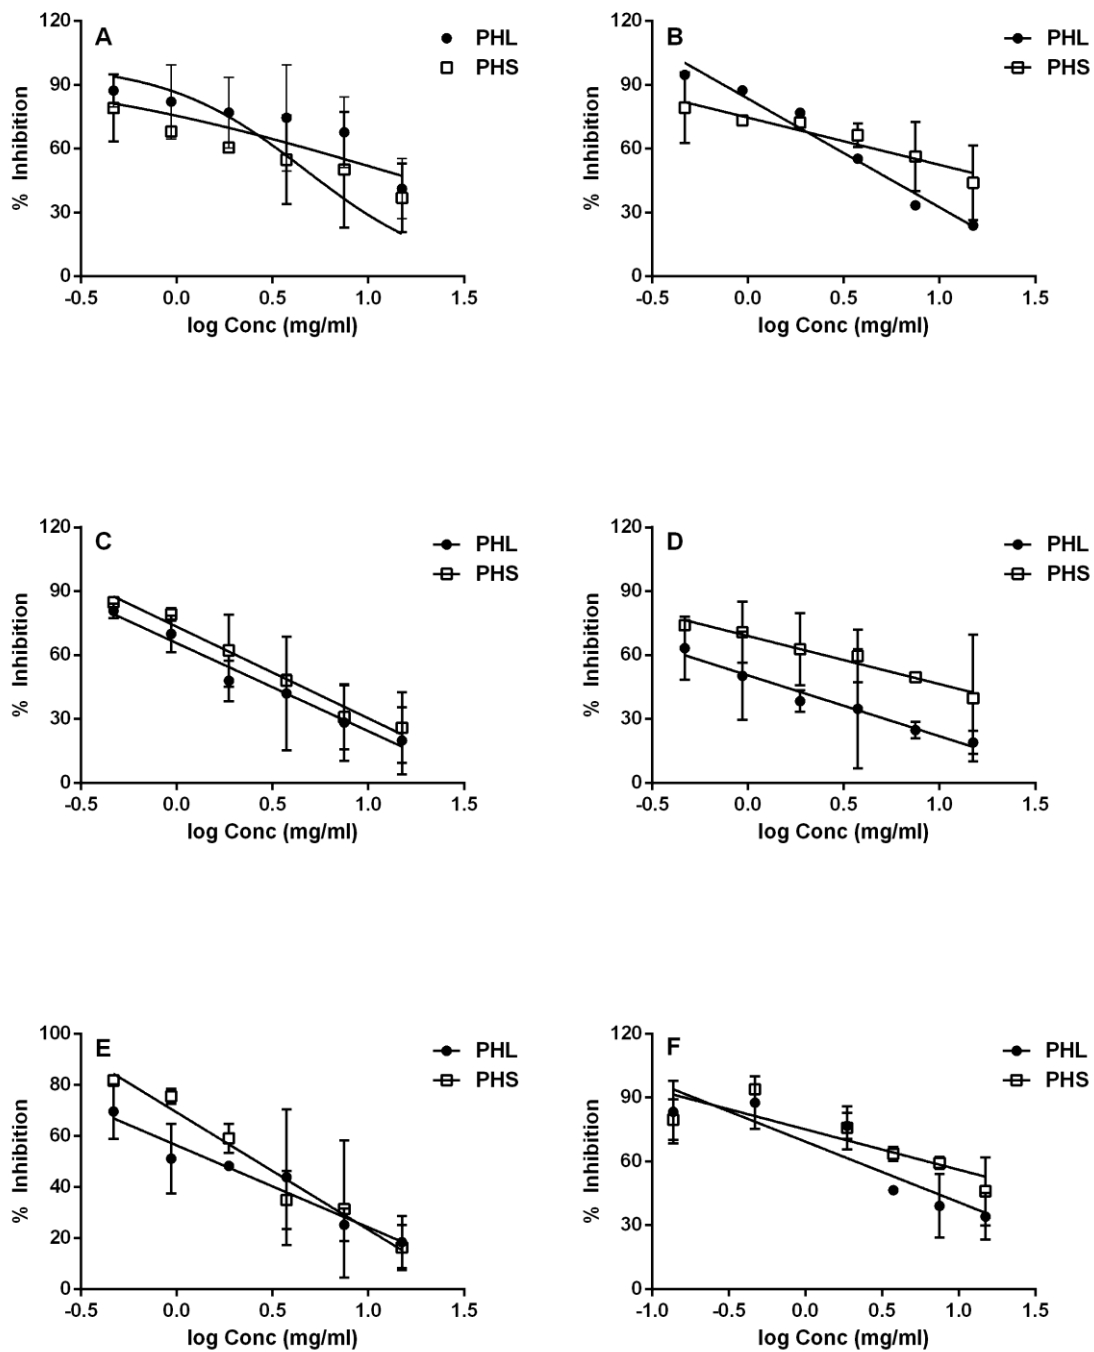 A
PHL
PHS
120
90
60
30
0
% Inhibition
-0.5 0.0 0.5 1.0 1.5
log Conc (mg/ml)
B
PHL
PHS
120
90
60
30
0
% Inhibition
-0.5 0.0 0.5 1.0 1.5
log Conc (mg/ml)
C
PHL
PHS
120
90
60
30
0
% Inhibition
-0.5 0.0 0.5 1.0 1.5
log Conc (mg/ml)
D
PHL
PHS
120
90
60
30
0
% Inhibition
-0.5 0.0 0.5 1.0 1.5
log Conc (mg/ml)
E
PHL
PHS
100
80
60
40
20
0
% Inhibition
-0.5 0.0 0.5 1.0 1.5
log Conc (mg/ml)
F
PHL
PHS
120
90
60
30
0
% Inhibition
-1.0 -0.5 0.0 0.5 1.0 1.5
log Conc (mg/ml)